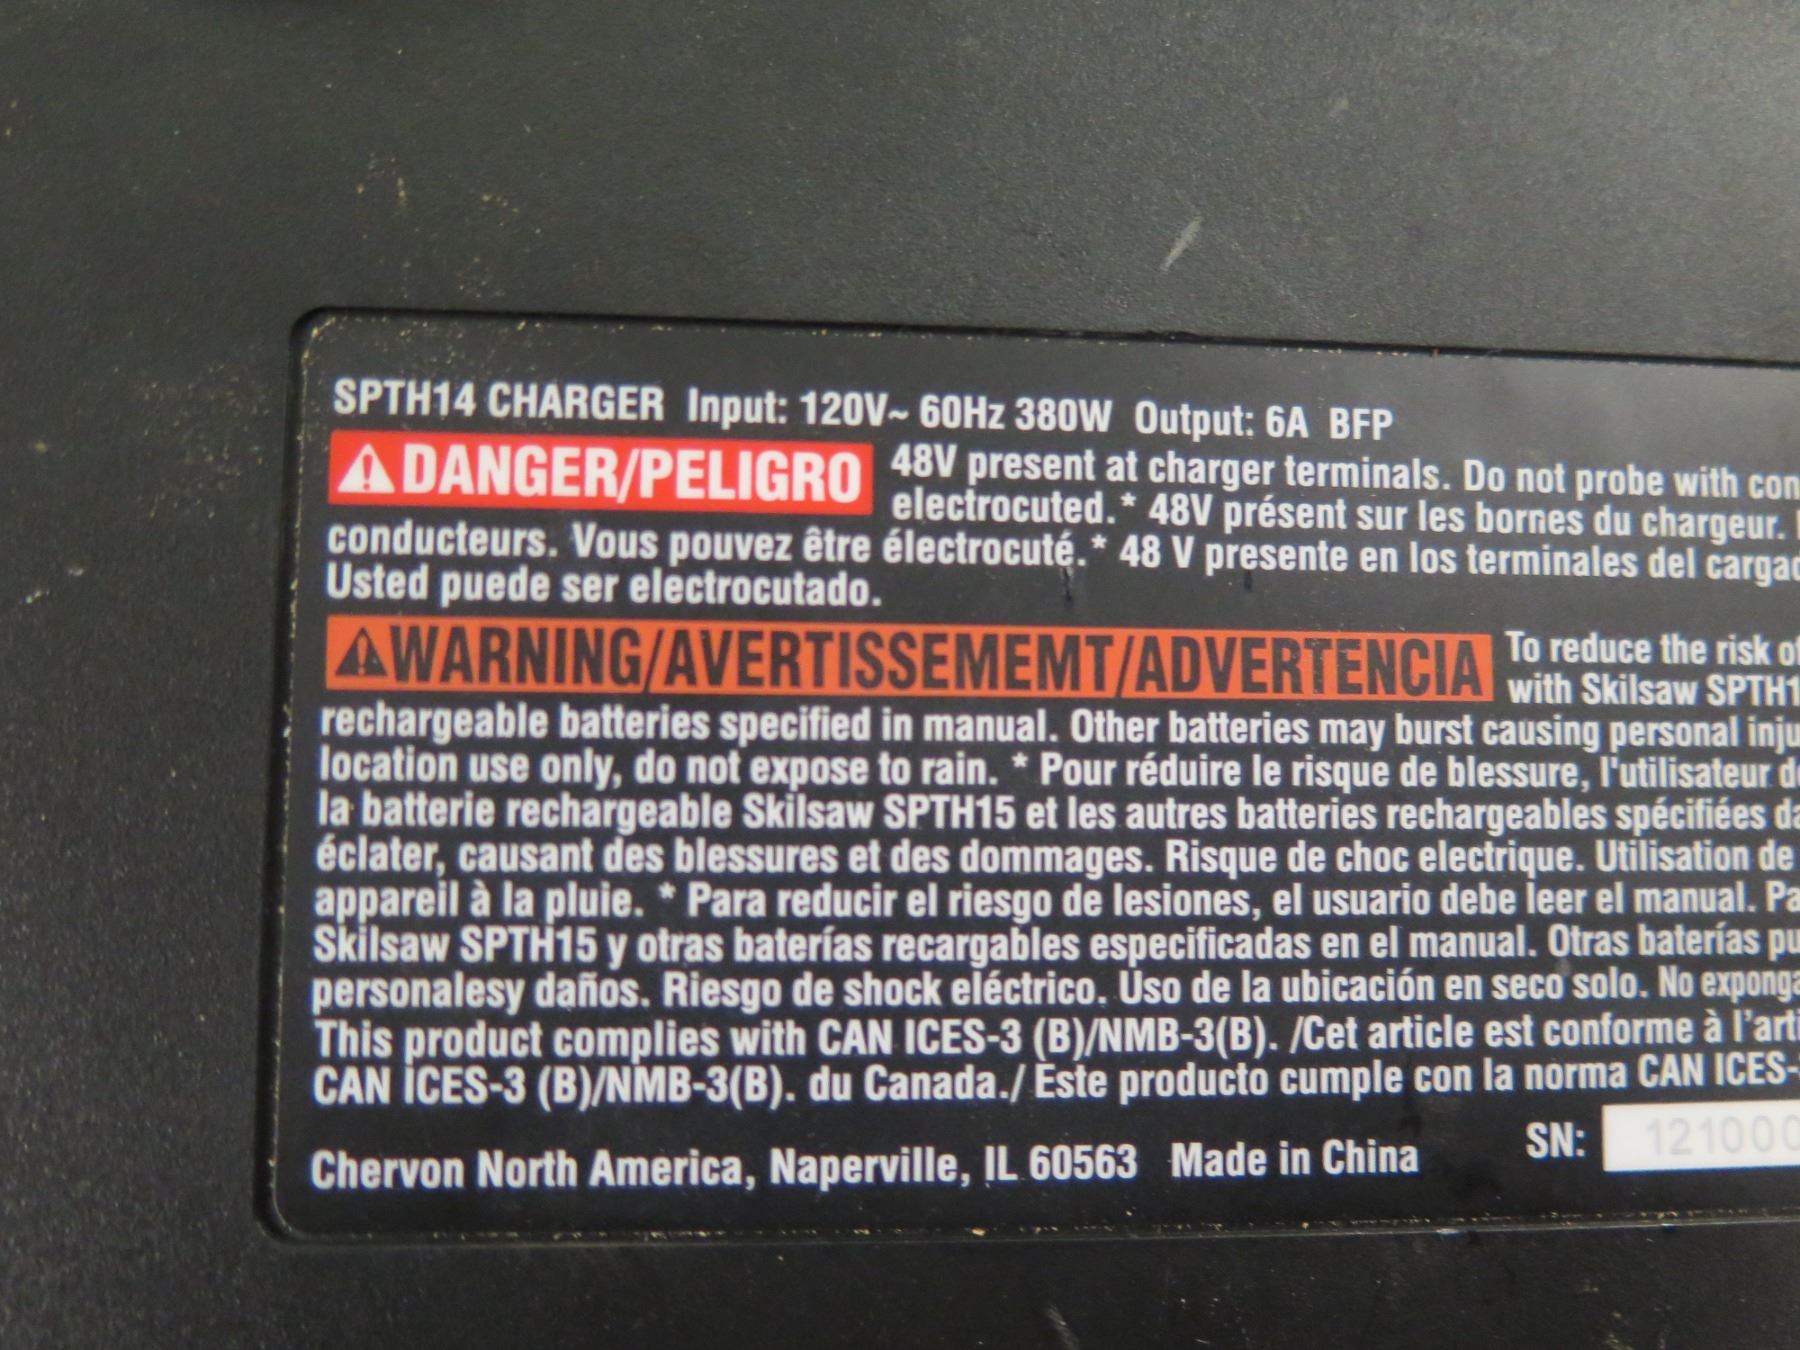 SPTH14 CHARGER Input: 120V~ 60Hz 380W Output: 6A BFP
DANGER/PELIGRO 48V present at charger terminals. Do not probe with
electrocuted.* 48V présent sur les bornes du chargeur.
conducteurs. Vous pouvez être électrocuté.* 48 V presente en los terminales del
Usted puede ser electrocutado.
WARNING/AVERTISSEMEMT/ADVERTENCIA To reduce the risk of
with Skilsaw
rechargeable batteries specified in manual. Other batteries may burst causing personal
location use only, do not expose to rain. * Pour réduire le risque de blessure, l'utilisateur
la batterie rechargeable Skilsaw SPTH15 et les autres batteries rechargeables spécifiées
éclater, causant des blessures et des dommages. Risque de choc electrique. Utilisation de
appareil à la pluie. * Para reducir el riesgo de lesiones, el usuario debe leer el manual.
Skilsaw SPTH15 y otras baterías recargables especificadas en el manual. Otras baterías
personalesy daños. Riesgo de shock eléctrico. Uso de la ubicación en seco solo. No
This product complies with CAN ICES-3 (B)/NMB-3(B). /Cet article est conforme à
CAN ICES-3 (B)/NMB-3(B). du Canada./ Este producto cumple con la norma CAN
Chervon North America, Naperville, IL 60563 Made in China SN: